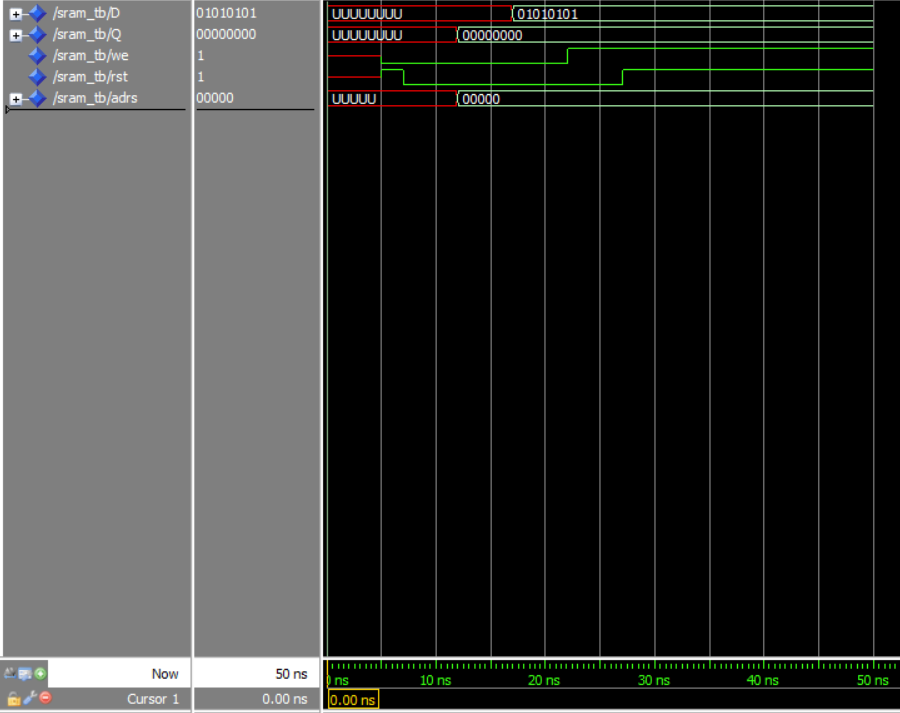 /sram_tb/D 01010101 UUUUUUUU 01010101
/sram_tb/Q 00000000 UUUUUUUU 00000000
/sram_tb/we 1
/sram_tb/rst 1
/sram_tb/adrs 00000 UUUUU 00000
Now 50 ns 0 ns 10 ns 20 ns 30 ns 40 ns 50 ns
Cursor 1 0.00 ns 0.00 ns